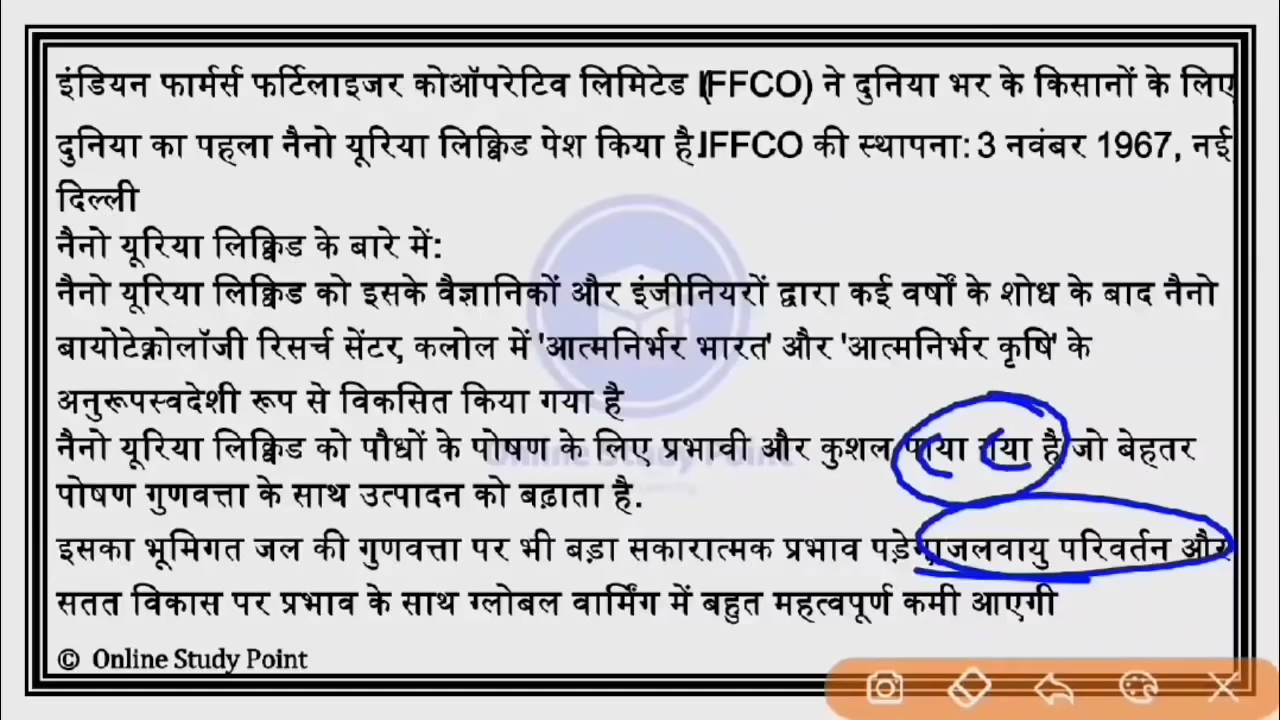 इंडियन फार्मर्स फर्टिलाइजर कोऑपरेटिव लिमिटेड (IFFCO) ने दुनिया भर के किसानों के लिए
दुनिया का पहला नैनो यूरिया लिक्विड पेश किया है.IFFCO की स्थापना: 3 नवंबर 1967, नई
दिल्ली
नैनो यूरिया लिक्विड के बारे में:
नैनो यूरिया लिक्विड को इसके वैज्ञानिकों और इंजीनियरों द्वारा कई वर्षों के शोध के बाद नैनो
बायोटेक्नोलॉजी रिसर्च सेंटर, कलोल में 'आत्मनिर्भर भारत' और 'आत्मनिर्भर कृषि' के
अनुरूपस्वदेशी रूप से विकसित किया गया है
नैनो यूरिया लिक्विड को पौधों के पोषण के लिए प्रभावी और कुशल पाया गया है जो बेहतर
पोषण गुणवत्ता के साथ उत्पादन को बढ़ाता है.
इसका भूमिगत जल की गुणवत्ता पर भी बड़ा सकारात्मक प्रभाव पड़ेगा,जलवायु परिवर्तन और
सतत विकास पर प्रभाव के साथ ग्लोबल वार्मिंग में बहुत महत्वपूर्ण कमी आएगी
Online Study Point
© Online Study Point